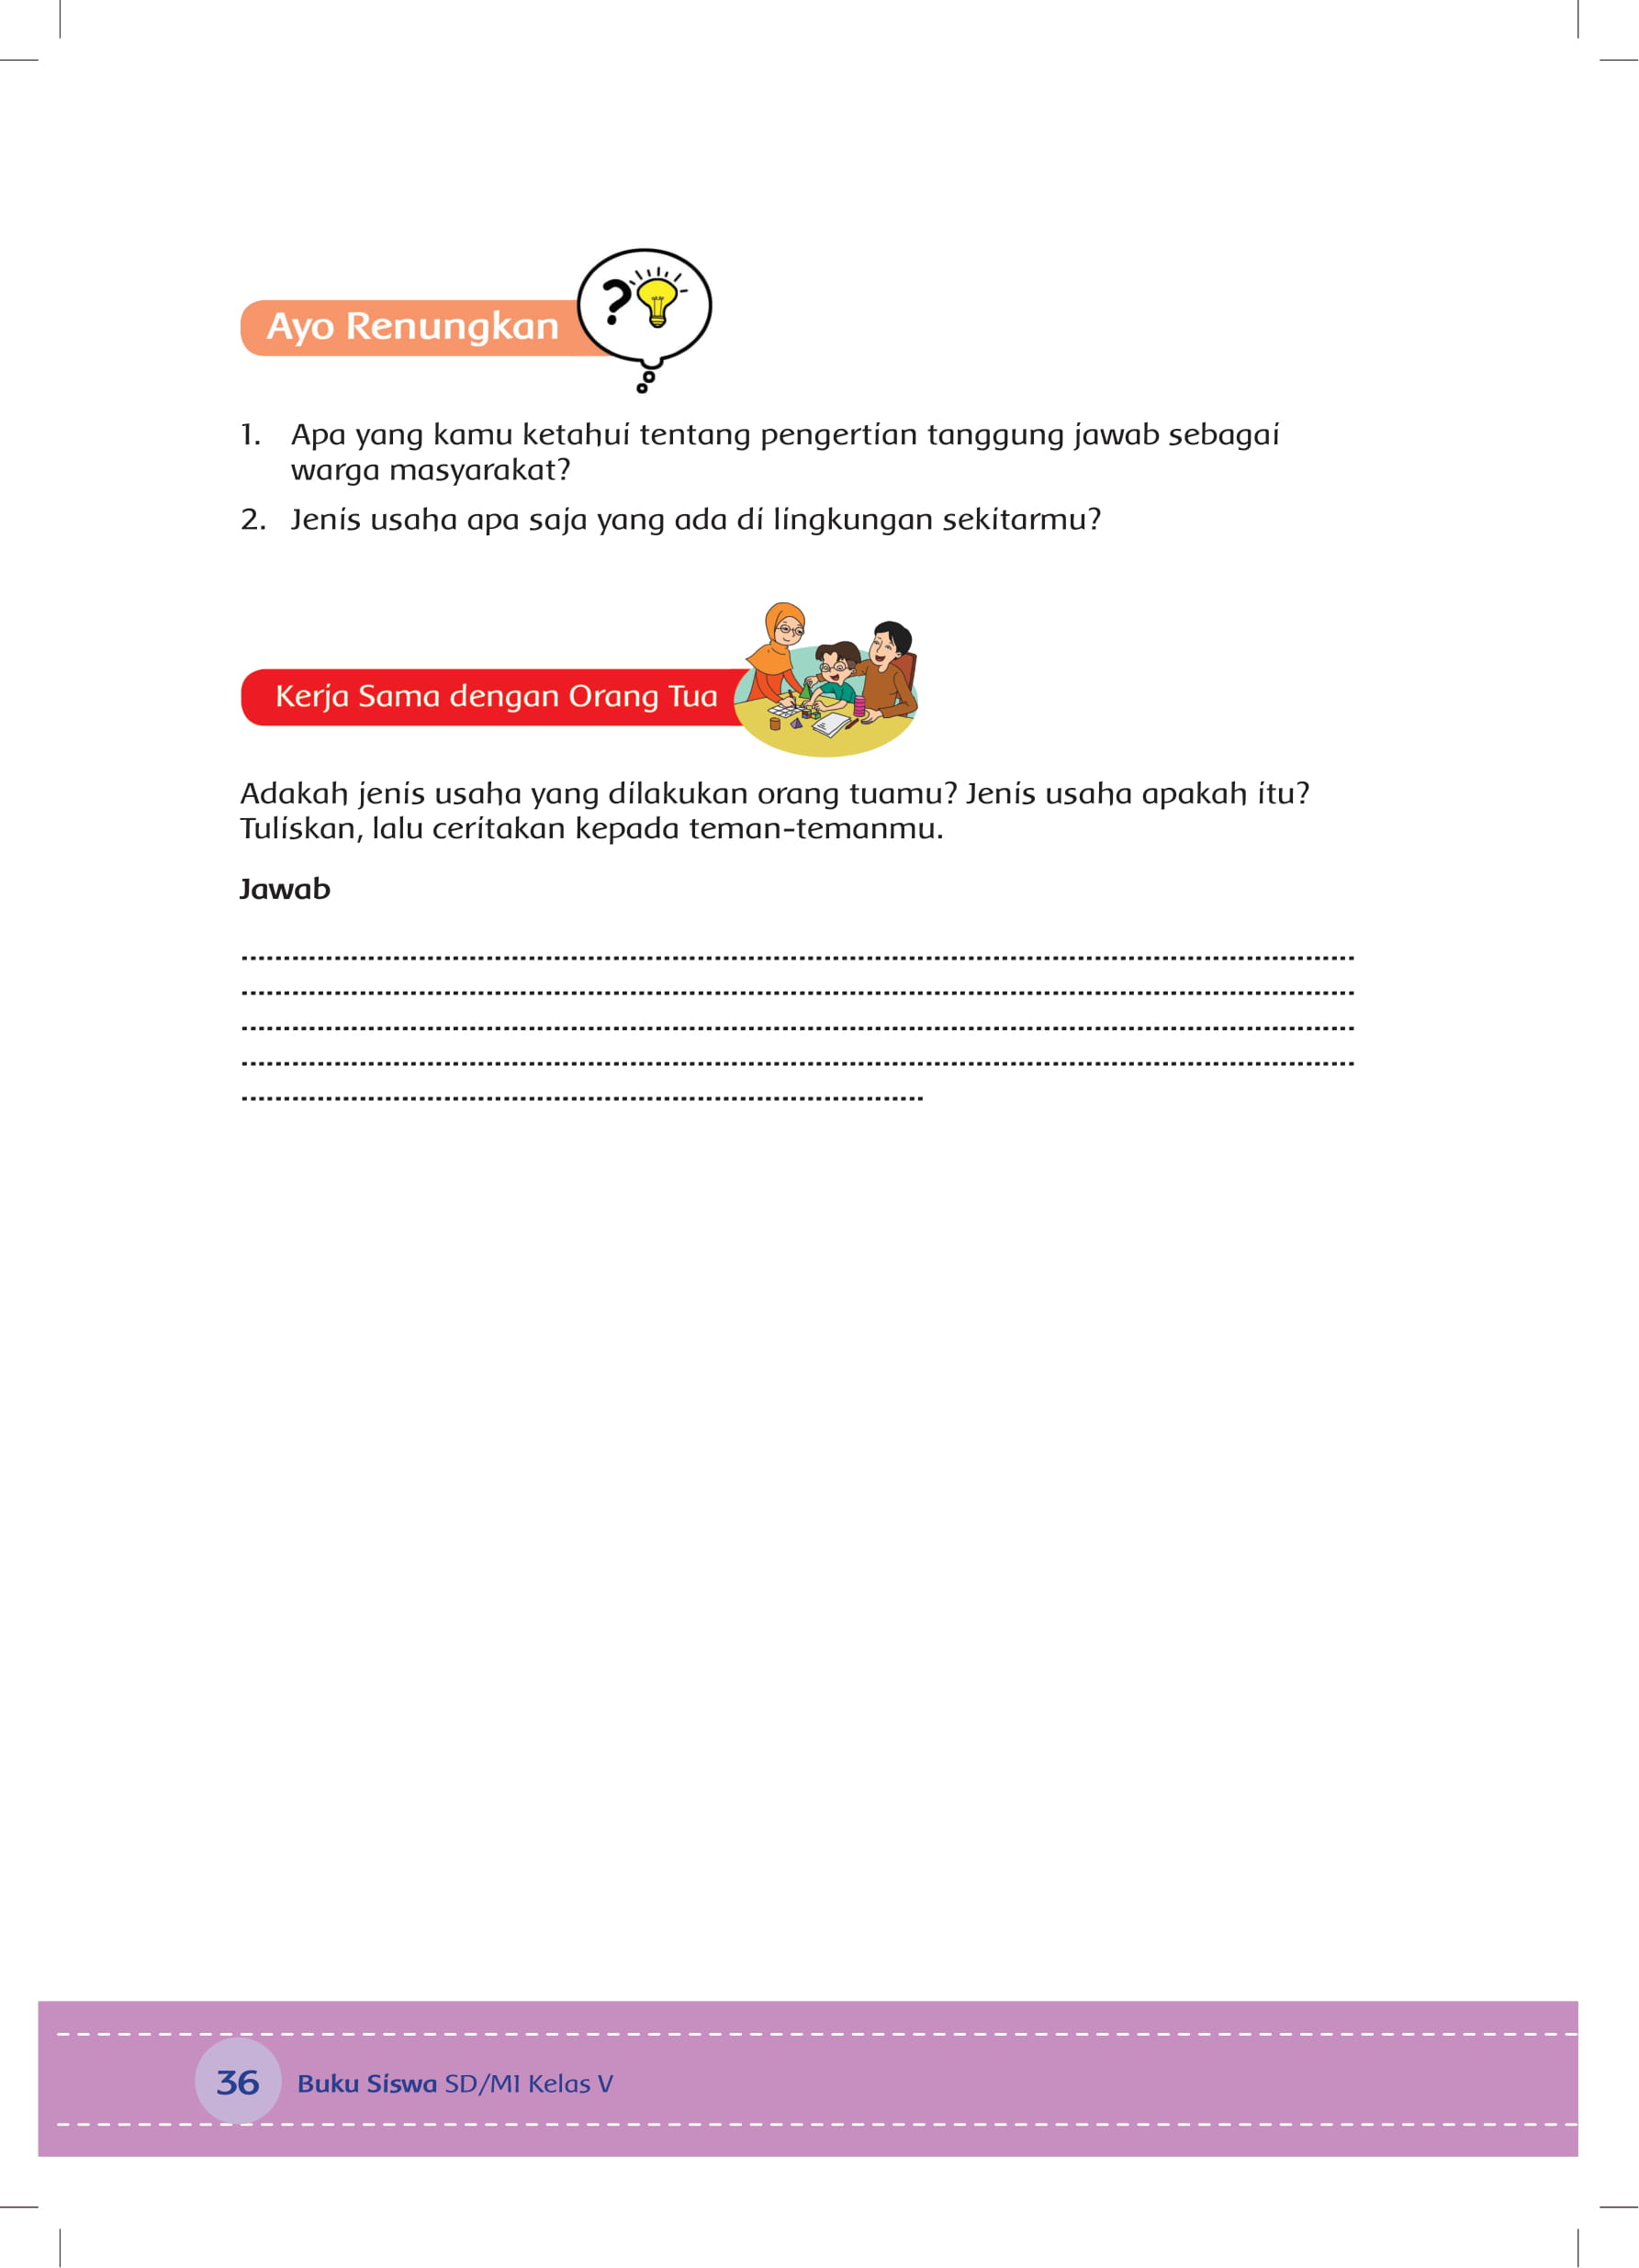 Ayo Renungkan
?
1. Apa yang kamu ketahui tentang pengertian tanggung jawab sebagai
warga masyarakat?
2. Jenis usaha apa saja yang ada di lingkungan sekitarmu?
Kerja Sama dengan Orang Tua
Adakah jenis usaha yang dilakukan orang tuamu? Jenis usaha apakah itu?
Tuliskan, lalu ceritakan kepada teman-temanmu.
Jawab
36 Buku Siswa SD/MI Kelas V